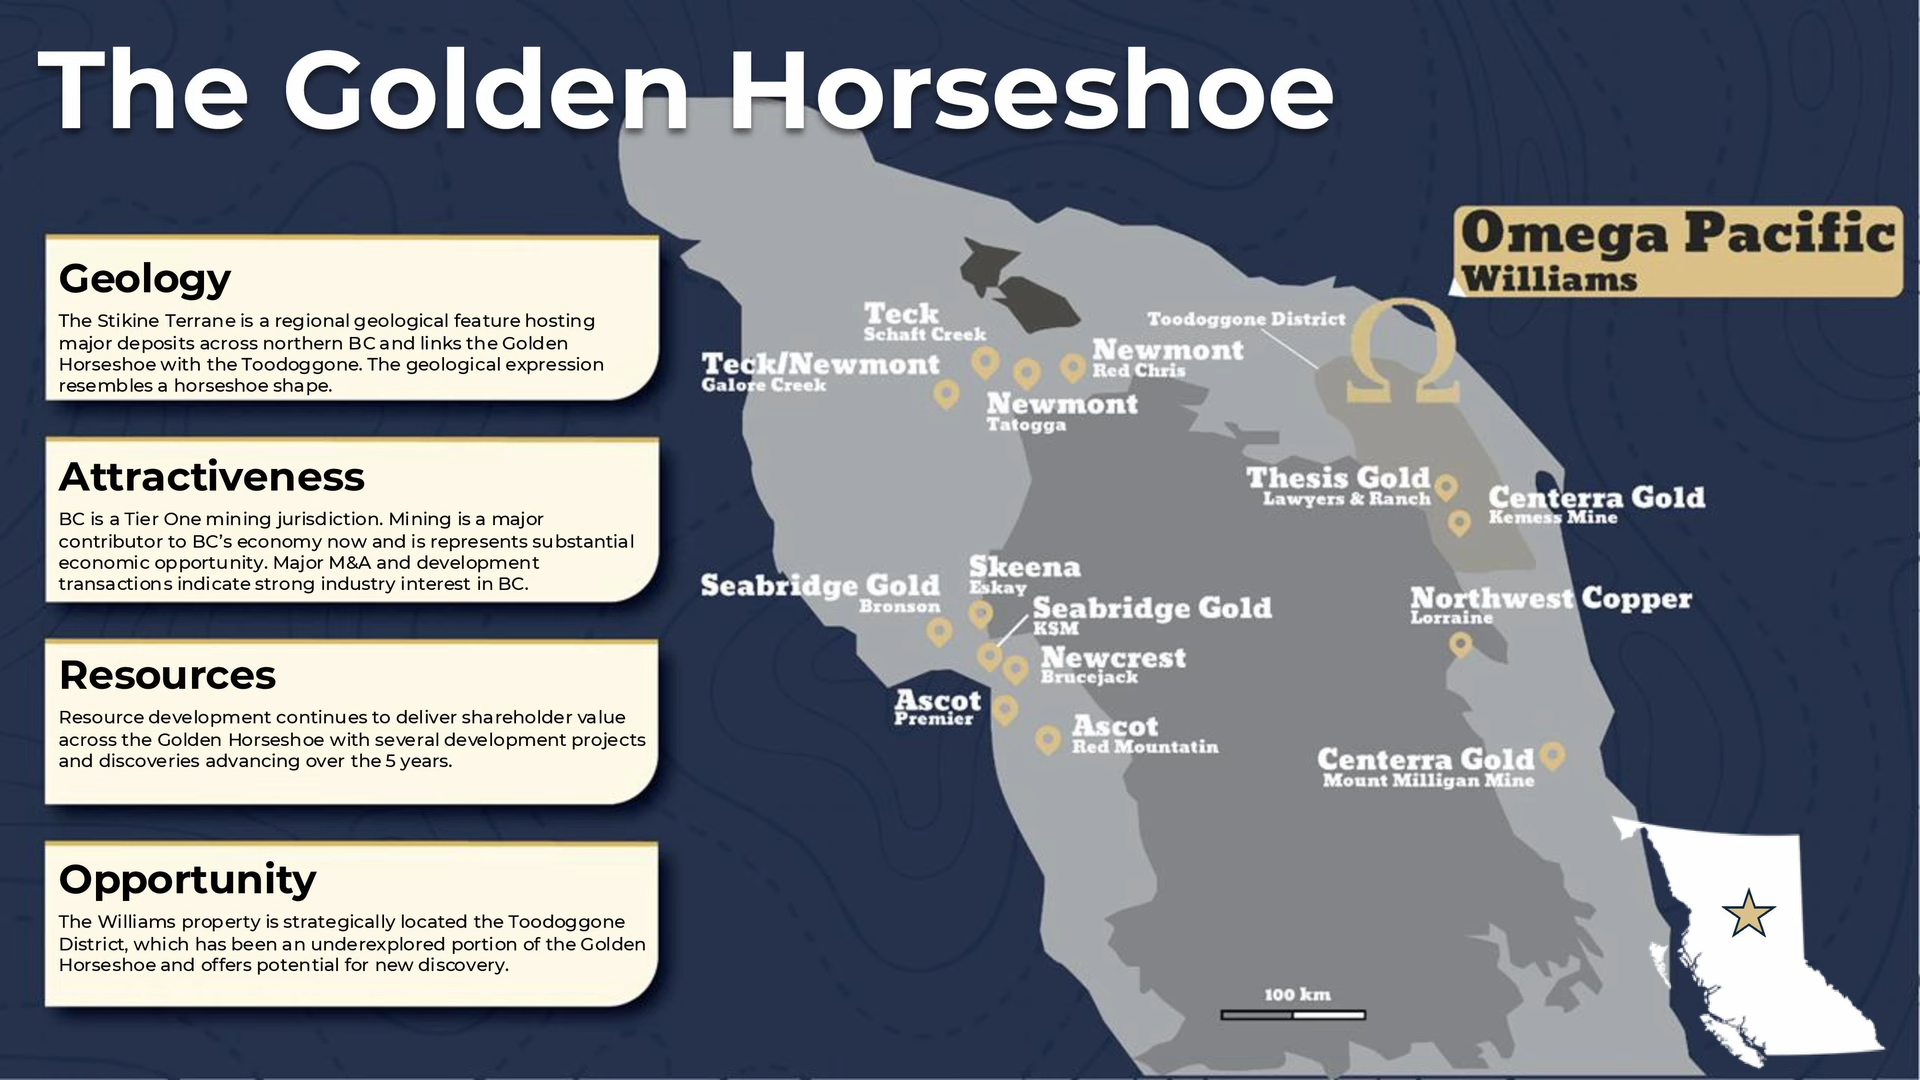 The Golden Horseshoe
Geology
The Stikine Terrane is a regional geological feature hosting
major deposits across northern BC and links the Golden
Horseshoe with the Toodoggone. The geological expression
resembles a horseshoe shape.
Attractiveness
BC is a Tier One mining jurisdiction. Mining is a major
contributor to BC's economy now and is represents substantial
economic opportunity. Major M&A and development
transactions indicate strong industry interest in BC.
Resources
Resource development continues to deliver shareholder value
across the Golden Horseshoe with several development projects
and discoveries advancing over the 5 years.
Opportunity
The Williams property is strategically located the Toodoggone
District, which has been an underexplored portion of the Golden
Horseshoe and offers potential for new discovery.
Omega Pacific
Williams
Ω
Toodoggone District
Teck
Schaft Creek
Teck/Newmont
Galore Creek
Newmont
Red Chris
Newmont
Tatogga
Thesis Gold
Lawyers & Ranch
Centerra Gold
Kemess Mine
Skeena
Eskay
Seabridge Gold
Bronson
Seabridge Gold
KSM
Northwest Copper
Lorraine
Newcrest
Brucejack
Ascot
Premier
Ascot
Red Mountatin
Centerra Gold
Mount Milligan Mine
100 km